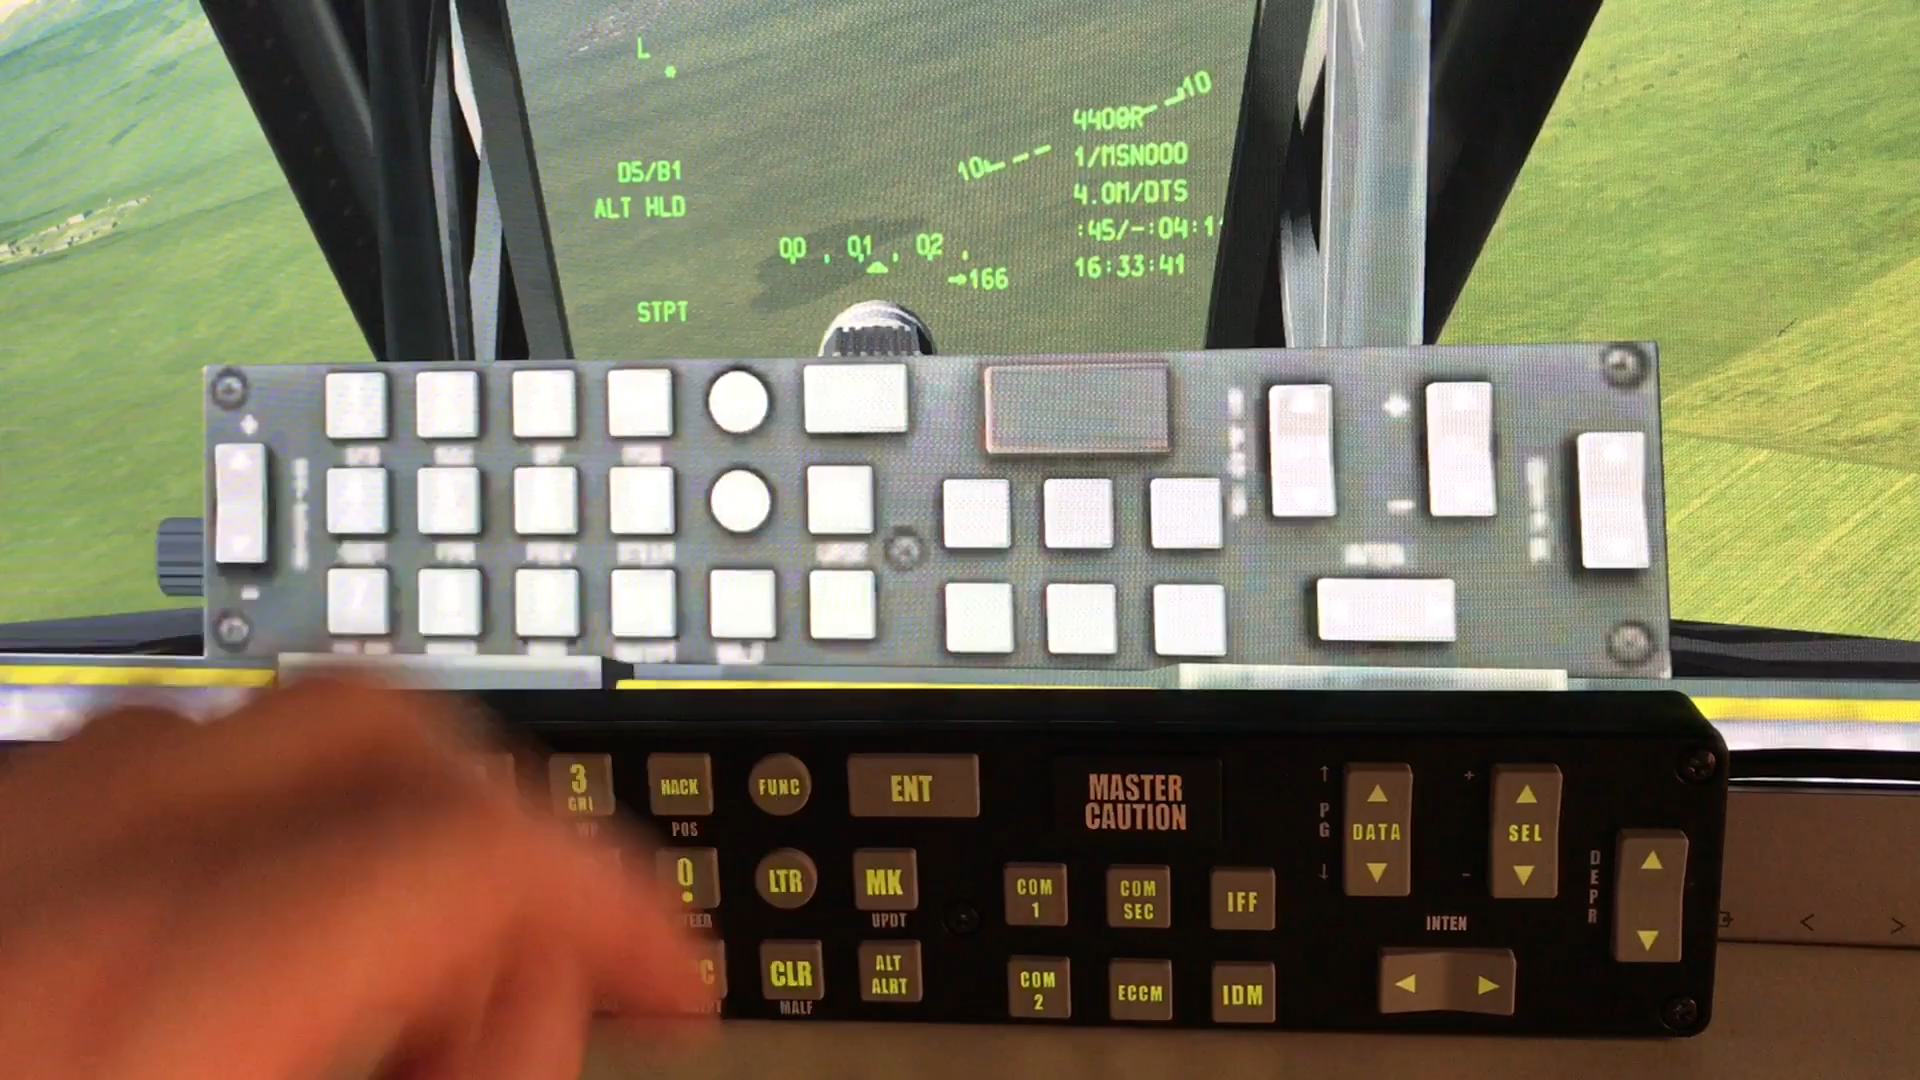 L
10
4408R
10
1/MSN000
D5/B1
4.0M/DTS
ALT HLD
:45/-:04:1
00 . 01 . 02 .
16:33:41
166
STPT
3
HACK
POS
FUNC
ENT
MASTER
CAUTION
PG
DATA
+
-
SEL
DEPR
0
LTR
MK
UPDT
COM
1
COM
SEC
IFF
INTEN
C
CLR
MALF
ALT
ALRT
COM
2
ECCM
IDM